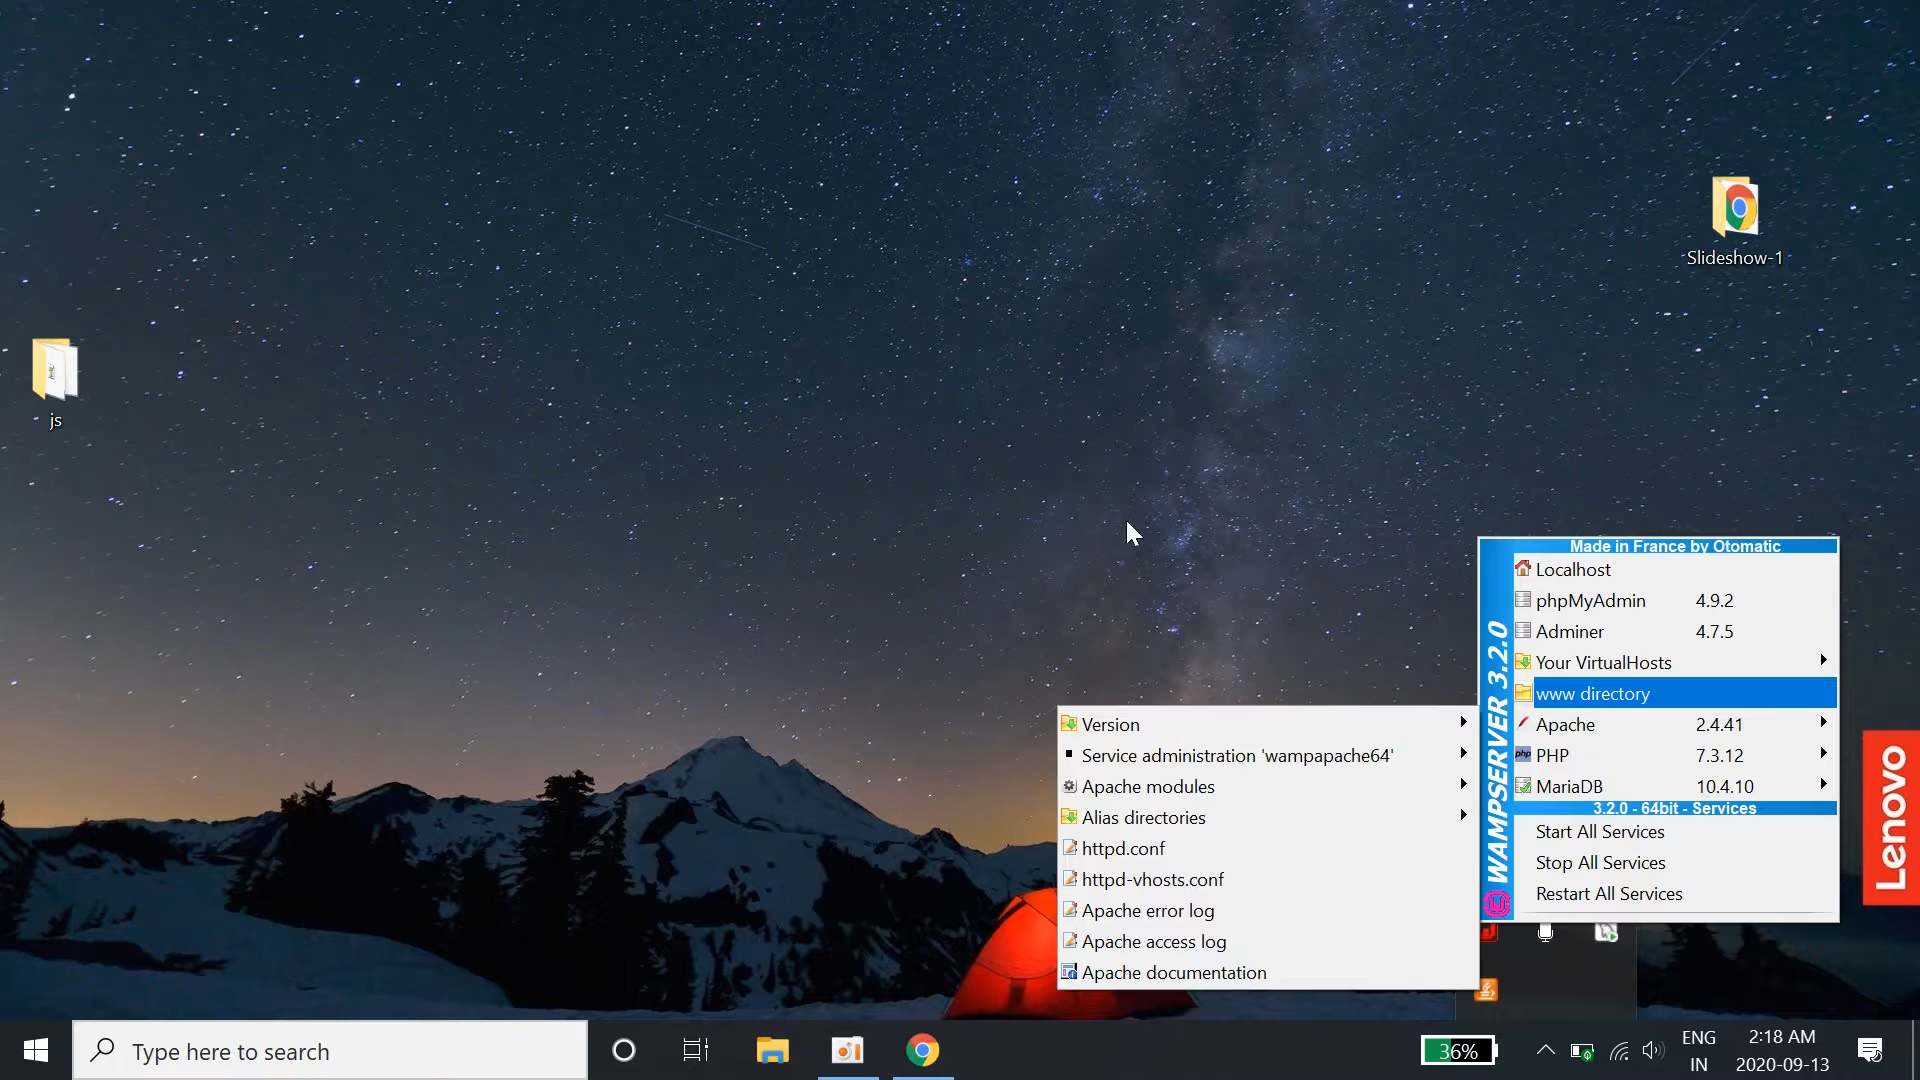 Slideshow-1
js
Made in France by Otomatic
Localhost
phpMyAdmin 4.9.2
Adminer 4.7.5
Your VirtualHosts
www directory
Apache 2.4.41
PHP 7.3.12
MariaDB 10.4.10
3.2.0 - 64bit - Services
Start All Services
Stop All Services
Restart All Services
WAMPSERVER 3.2.0
php
Version
Service administration 'wampapache64'
Apache modules
Alias directories
httpd.conf
httpd-vhosts.conf
Apache error log
Apache access log
Apache documentation
Lenovo
Type here to search
36%
ENG
IN
2:18 AM
2020-09-13